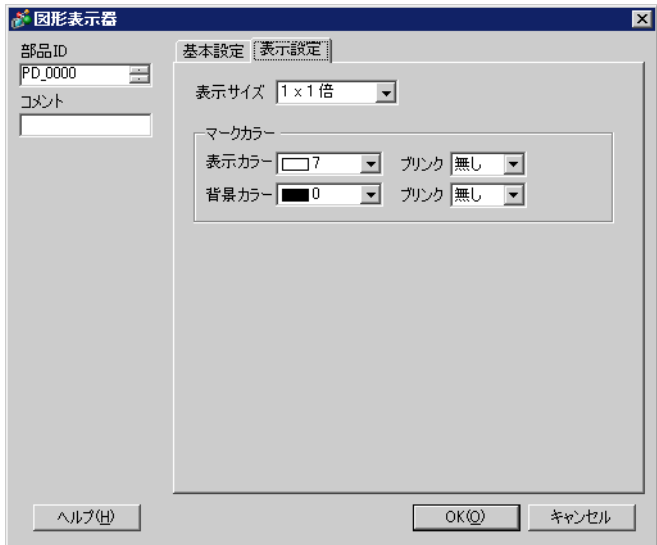 図形表示器
部品ID
PD_0000
コメント
基本設定 表示設定
表示サイズ 1 x 1 倍
マークカラー
表示カラー 7 ブリンク 無し
背景カラー 0 ブリンク 無し
ヘルプ(H) OK(O) キャンセル